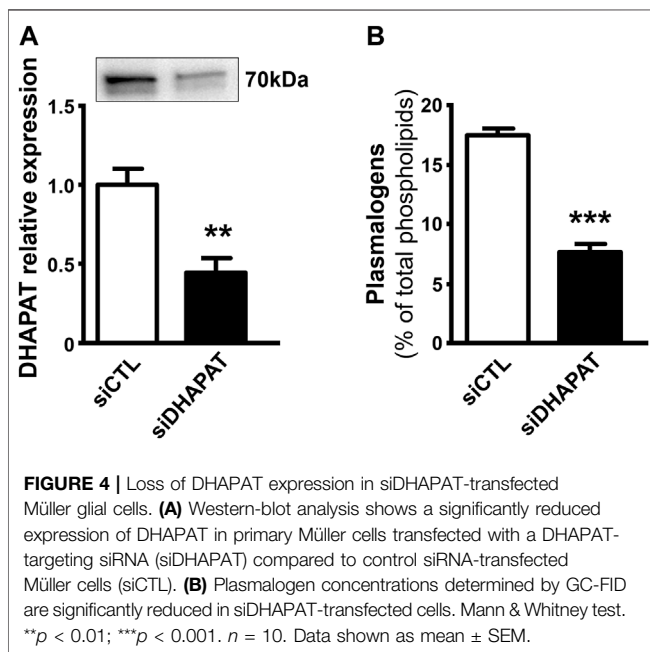 A
70kDa
DHAPAT relative expression
1.5
1.0
0.5
0
**
siCTL
siDHAPAT
B
Plasmalogens
(% of total phospholipids)
20
15
10
5
0
***
siCTL
siDHAPAT
FIGURE 4 | Loss of DHAPAT expression in siDHAPAT-transfected
Müller glial cells. (A) Western-blot analysis shows a significantly reduced
expression of DHAPAT in primary Müller cells transfected with a DHAPAT-
targeting siRNA (siDHAPAT) compared to control siRNA-transfected
Müller cells (siCTL). (B) Plasmalogen concentrations determined by GC-FID
are significantly reduced in siDHAPAT-transfected cells. Mann & Whitney test.
**p < 0.01; ***p < 0.001. n = 10. Data shown as mean ± SEM.